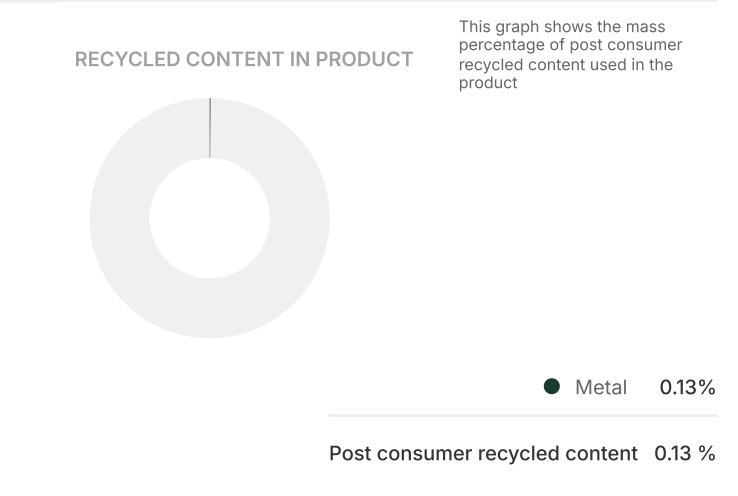 RECYCLED CONTENT IN PRODUCT
This graph shows the mass
percentage of post consumer
recycled content used in the
product
Metal 0.13%
Post consumer recycled content 0.13 %